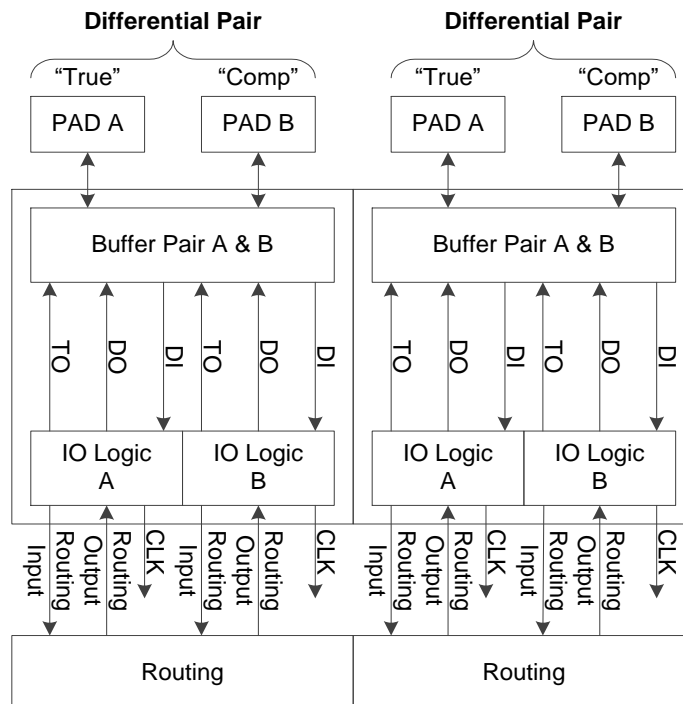 Differential Pair Differential Pair
“True” “Comp” “True” “Comp”
PAD A PAD B PAD A PAD B
Buffer Pair A & B Buffer Pair A & B
TO DO DI TO DO DI TO DO DI TO DO DI
IO Logic IO Logic IO Logic IO Logic
A B A B
Routing Input Routing Output CLK Routing Input Routing Output CLK Routing Input Routing Output CLK Routing Input Routing Output CLK
Routing Routing